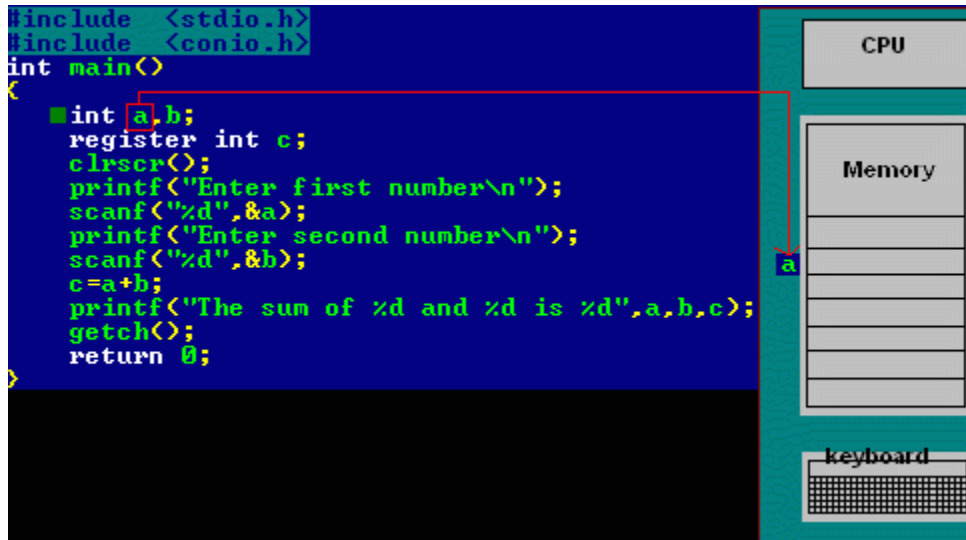 #include  <stdio.h>
#include  <conio.h>
int main()
{
int a,b;
register int c;
clrscr();
printf("Enter first number\n");
scanf("%d",&a);
printf("Enter second number\n");
scanf("%d",&b);
c=a+b;
printf("The sum of %d and %d is %d",a,b,c);
getch();
return 0;
}
CPU
Memory
a
keyboard